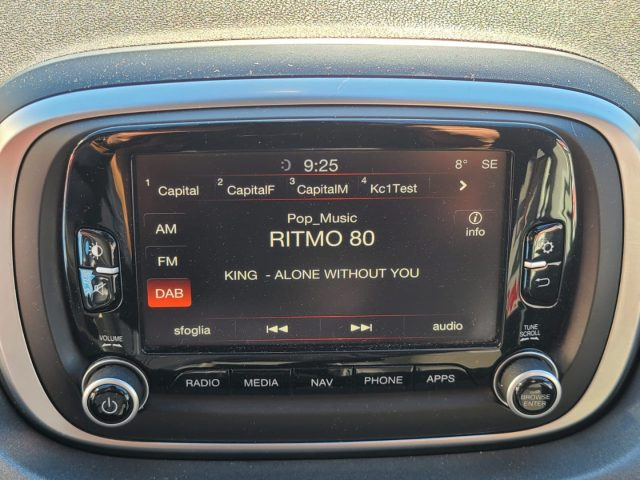 9:25 8° SE
1 Capital 2 CapitalF 3 CapitalM 4 Kc1Test
Pop_Music
AM RITMO 80 info
FM
KING - ALONE WITHOUT YOU
DAB
sfoglia audio
VOLUME TUNE SCROLL
RADIO MEDIA NAV PHONE APPS
BROWSE
ENTER